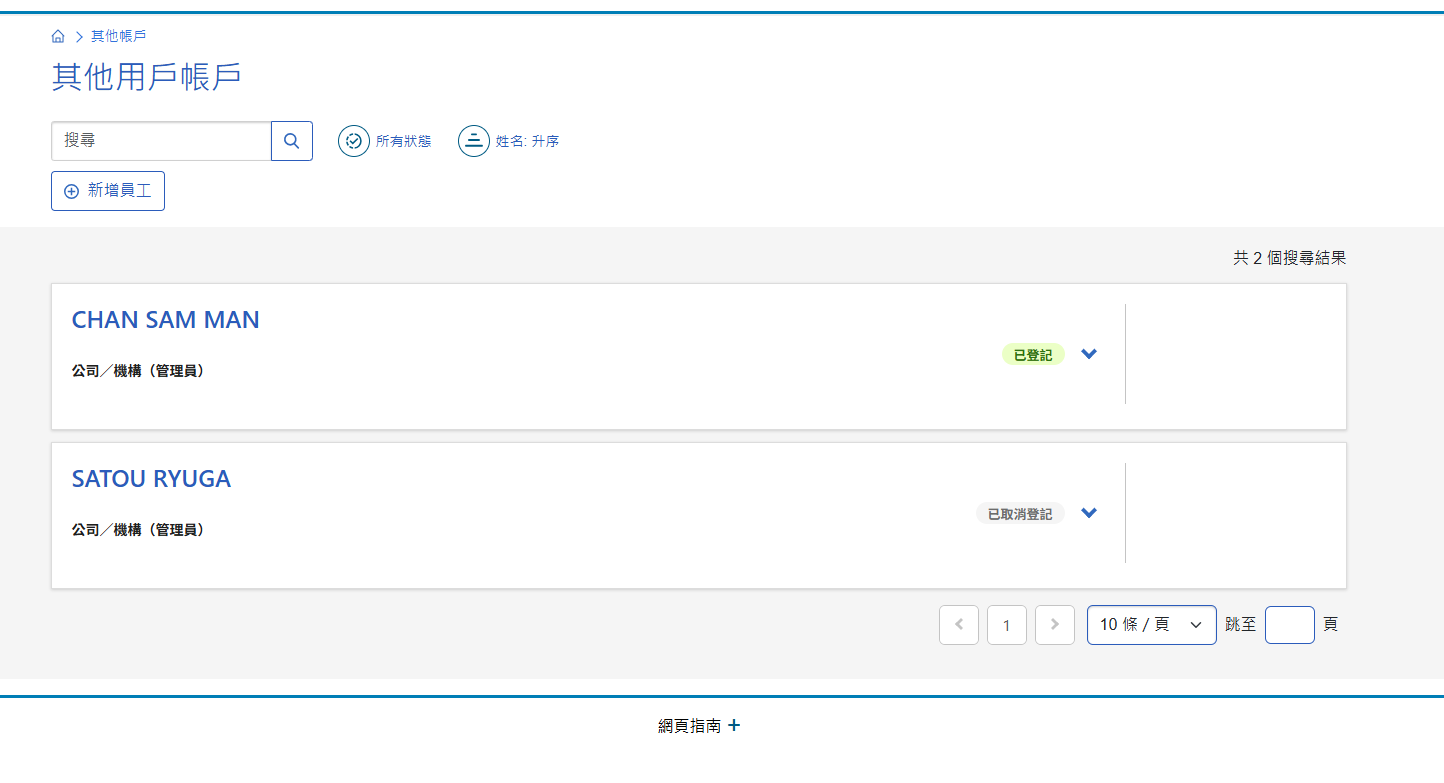 其他帳戶
其他用戶帳戶
搜尋
所有狀態
姓名: 升序
新增員工
共 2 個搜尋結果
CHAN SAM MAN
已登記
公司／機構（管理員）
SATOU RYUGA
已取消登記
公司／機構（管理員）
1
10 條 / 頁
跳至
頁
網頁指南 +